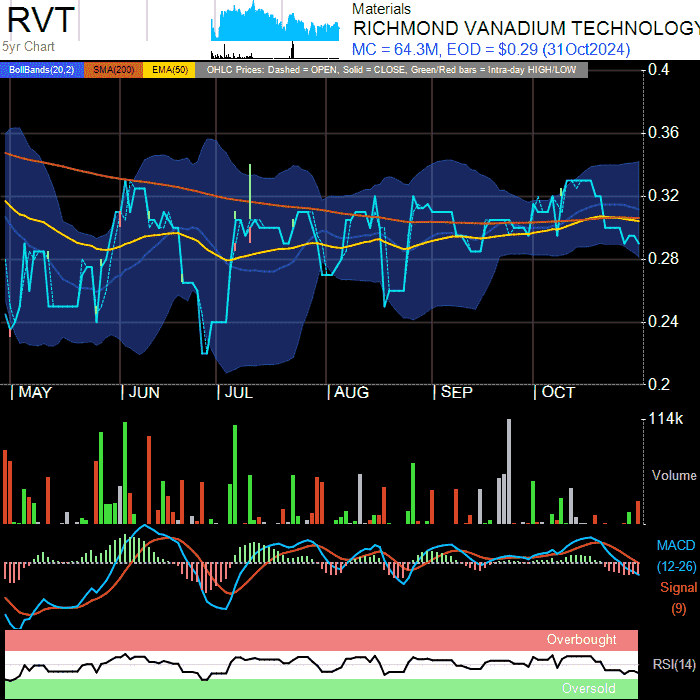 RVT
5yr Chart
Materials
RICHMOND VANADIUM TECHNOLOGY
MC = 64.3M, EOD = $0.29 (31Oct2024)
BollBands(20,2) SMA(200) EMA(50) OHLC Prices: Dashed = OPEN, Solid = CLOSE, Green/Red bars = Intra-day HIGH/LOW
0.4
0.36
0.32
0.28
0.24
0.2
MAY JUN JUL AUG SEP OCT
114k
Volume
MACD
(12-26)
Signal
(9)
Overbought
RSI(14)
Oversold